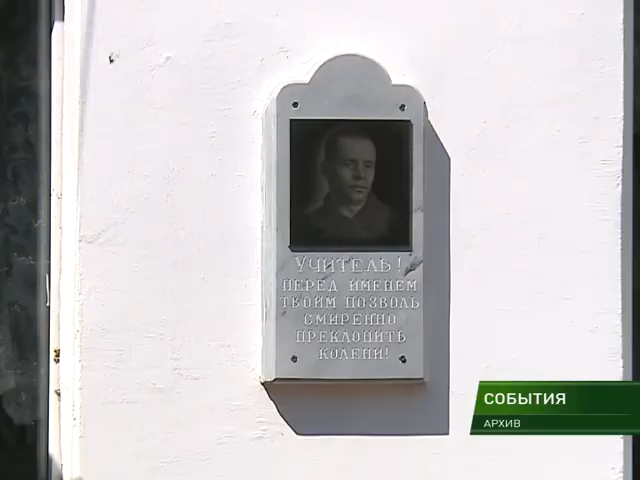 УЧИТЕЛЬ!
ПЕРЕД ИМЕНЕМ
ТВОИМ ПОЗВОЛЬ
СМИРЕННО
ПРЕКЛОНИТЬ
КОЛЕНИ!
СОБЫТИЯ
АРХИВ